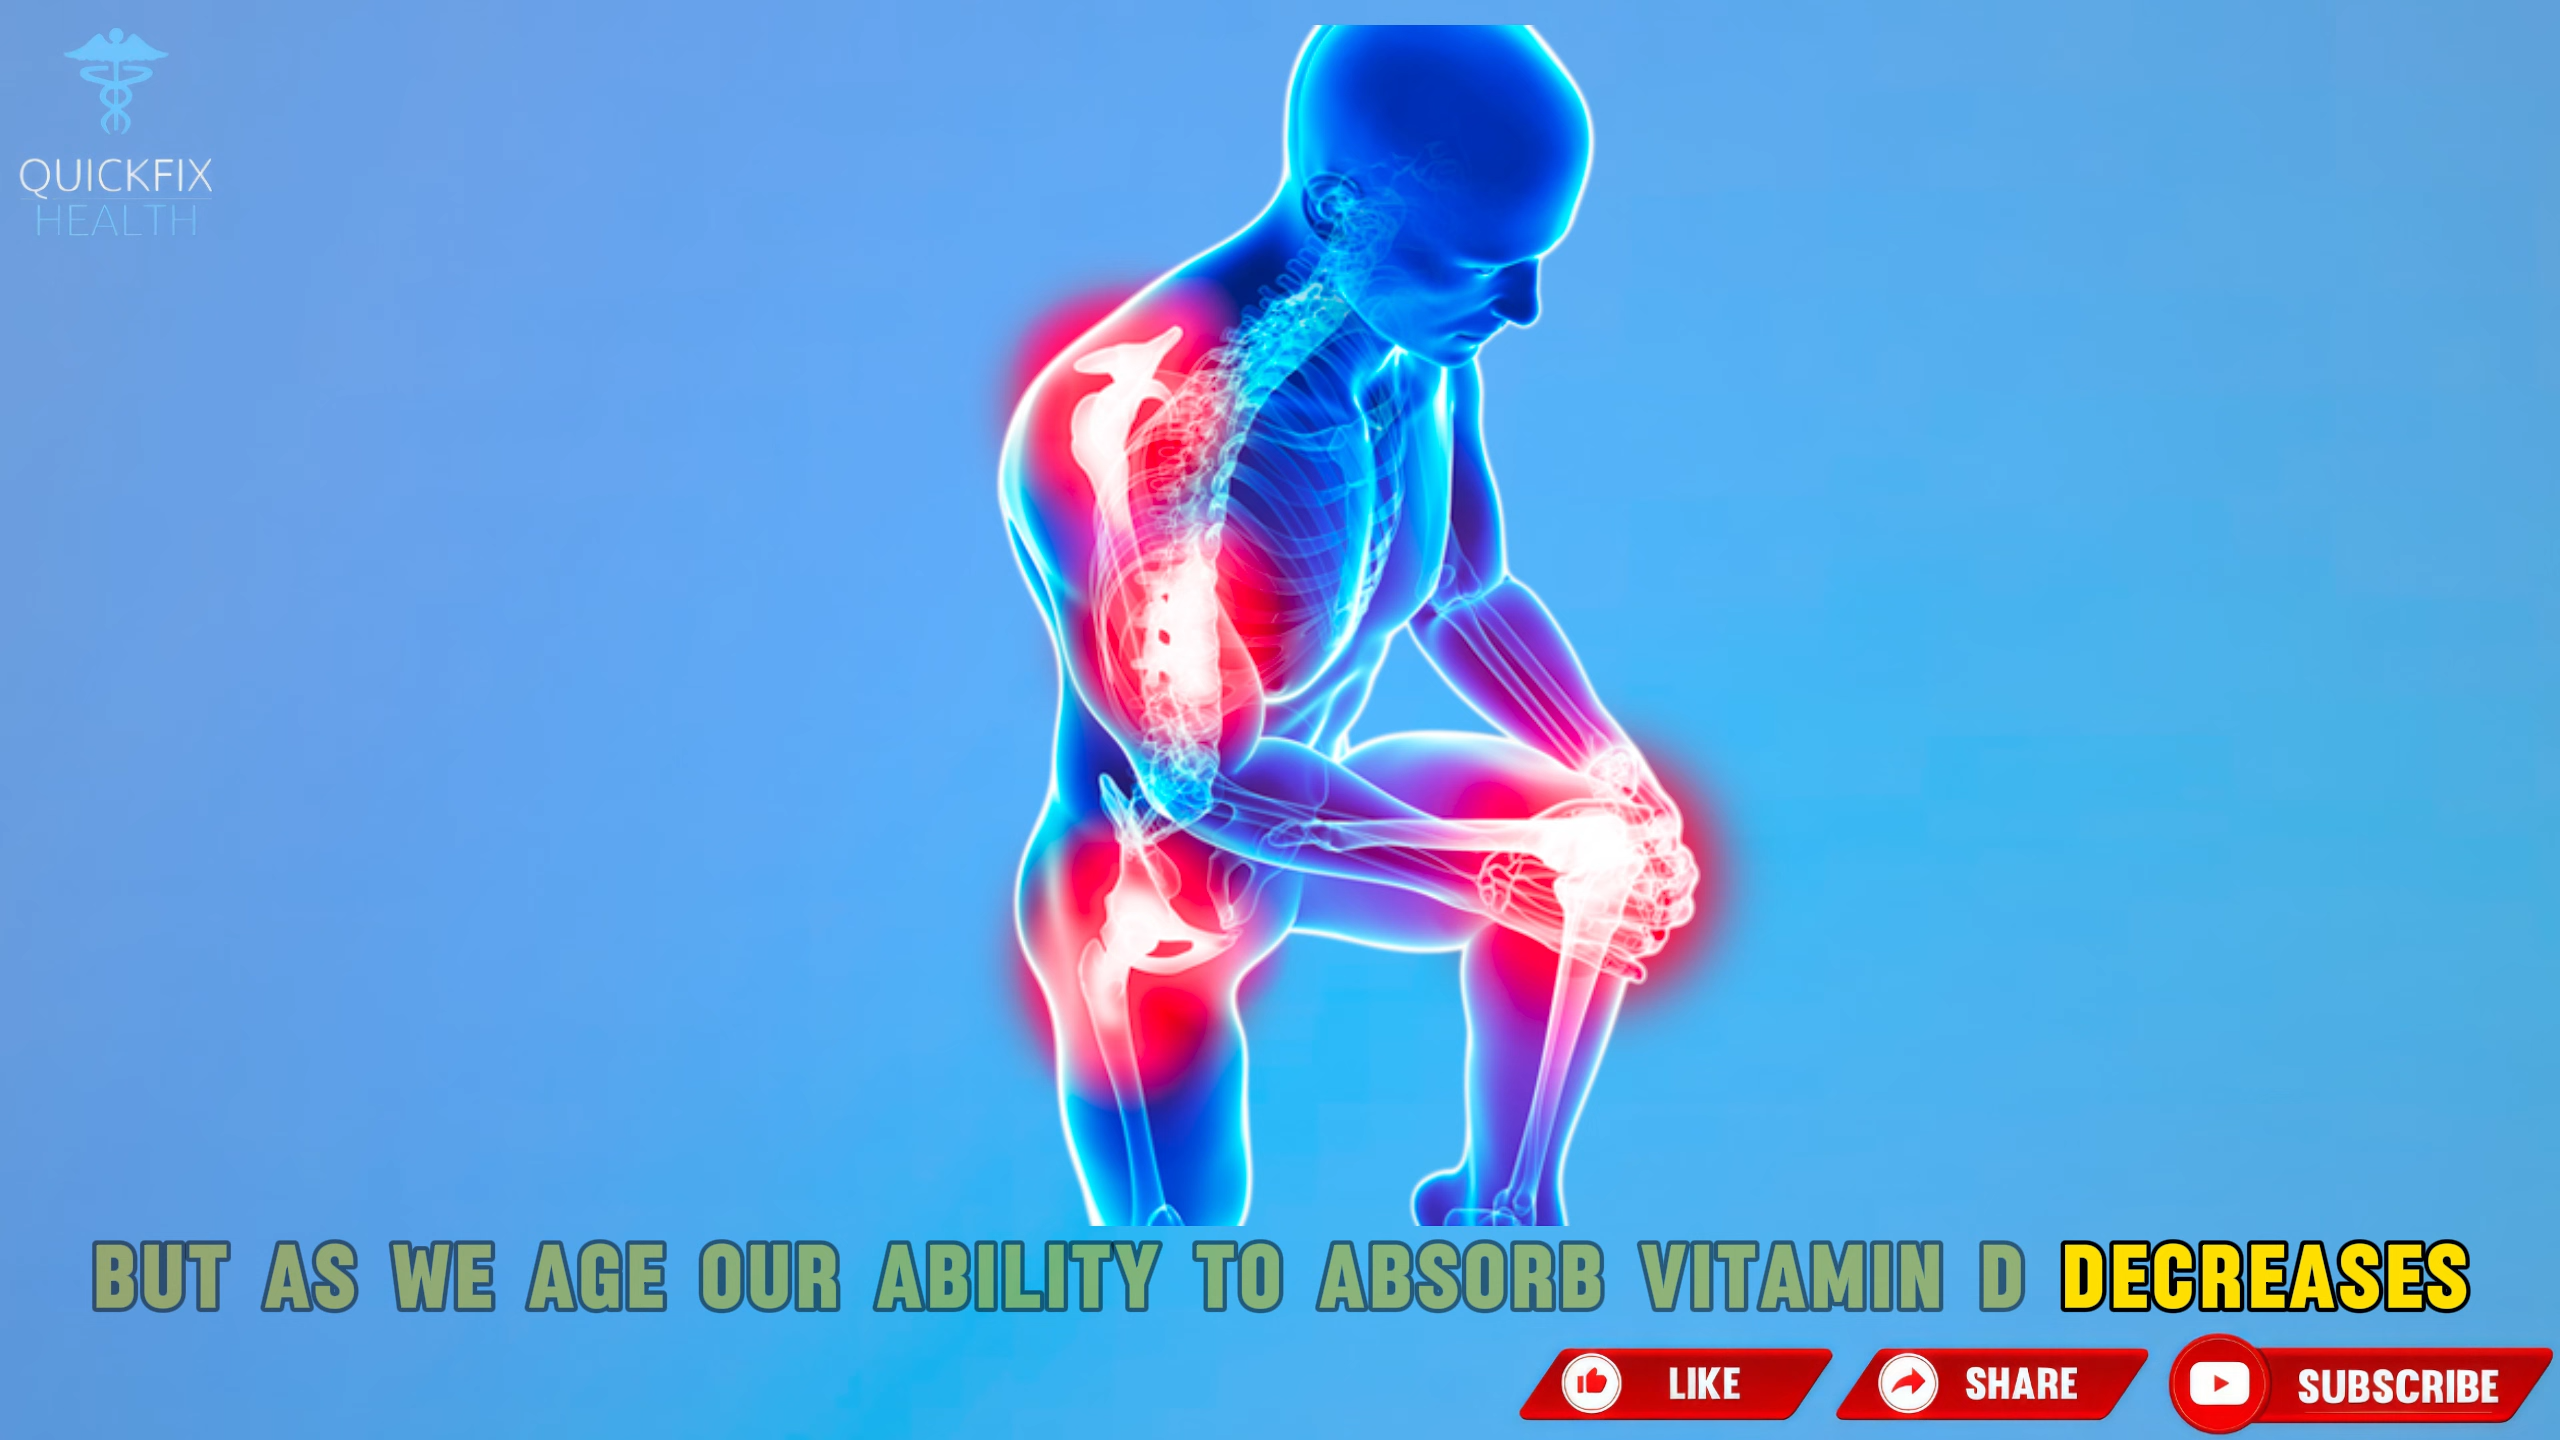 QUICKFIX
HEALTH
BUT AS WE AGE OUR ABILITY TO ABSORB VITAMIN D DECREASES
LIKE
SHARE
SUBSCRIBE